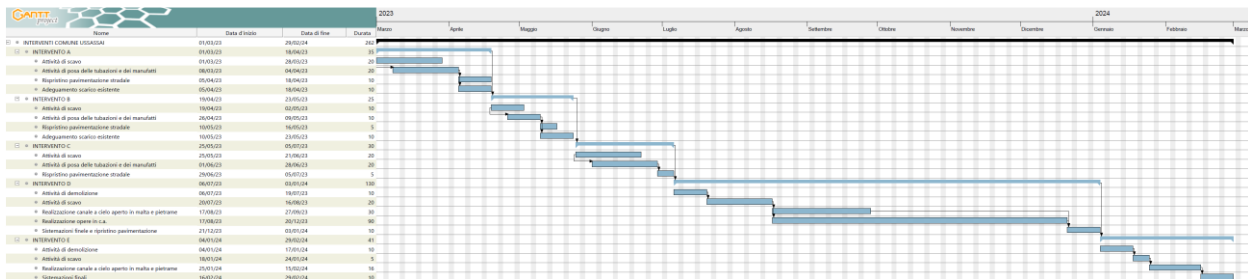 GANTT project
2023
2024
Nome Data d'inizio Data di fine Durata
Marzo Aprile Maggio Giugno Luglio Agosto Settembre Ottobre Novembre Dicembre Gennaio Febbraio Marzo
INTERVENTI COMUNE USSASSAI 01/03/23 29/02/24 262
INTERVENTO A 01/03/23 18/04/23 35
Attività di scavo 01/03/23 28/03/23 20
Attività di posa delle tubazioni e dei manufatti 08/03/23 04/04/23 20
Rispristino pavimentazione stradale 05/04/23 18/04/23 10
Adeguamento scarico esistente 05/04/23 18/04/23 10
INTERVENTO B 19/04/23 23/05/23 25
Attività di scavo 19/04/23 02/05/23 10
Attività di posa delle tubazioni e dei manufatti 26/04/23 09/05/23 10
Rispristino pavimentazione stradale 10/05/23 16/05/23 5
Adeguamento scarico esistente 10/05/23 23/05/23 10
INTERVENTO C 25/05/23 05/07/23 30
Attività di scavo 25/05/23 21/06/23 20
Attività di posa delle tubazioni e dei manufatti 01/06/23 28/06/23 20
Rispristino pavimentazione stradale 29/06/23 05/07/23 5
INTERVENTO D 06/07/23 03/01/24 130
Attività di demolizione 06/07/23 19/07/23 10
Attività di scavo 20/07/23 16/08/23 20
Realizzazione canale a cielo aperto in malta e pietrame 17/08/23 27/09/23 30
Realizzazione opere in c.a. 17/08/23 20/12/23 90
Sistemazioni finele e ripristino pavimentazione 21/12/23 03/01/24 10
INTERVENTO E 04/01/24 29/02/24 41
Attività di demolizione 04/01/24 17/01/24 10
Attività di scavo 18/01/24 24/01/24 5
Realizzazione canale a cielo aperto in malta e pietrame 25/01/24 15/02/24 16
Sistemazioni finali 16/02/24 29/02/24 10